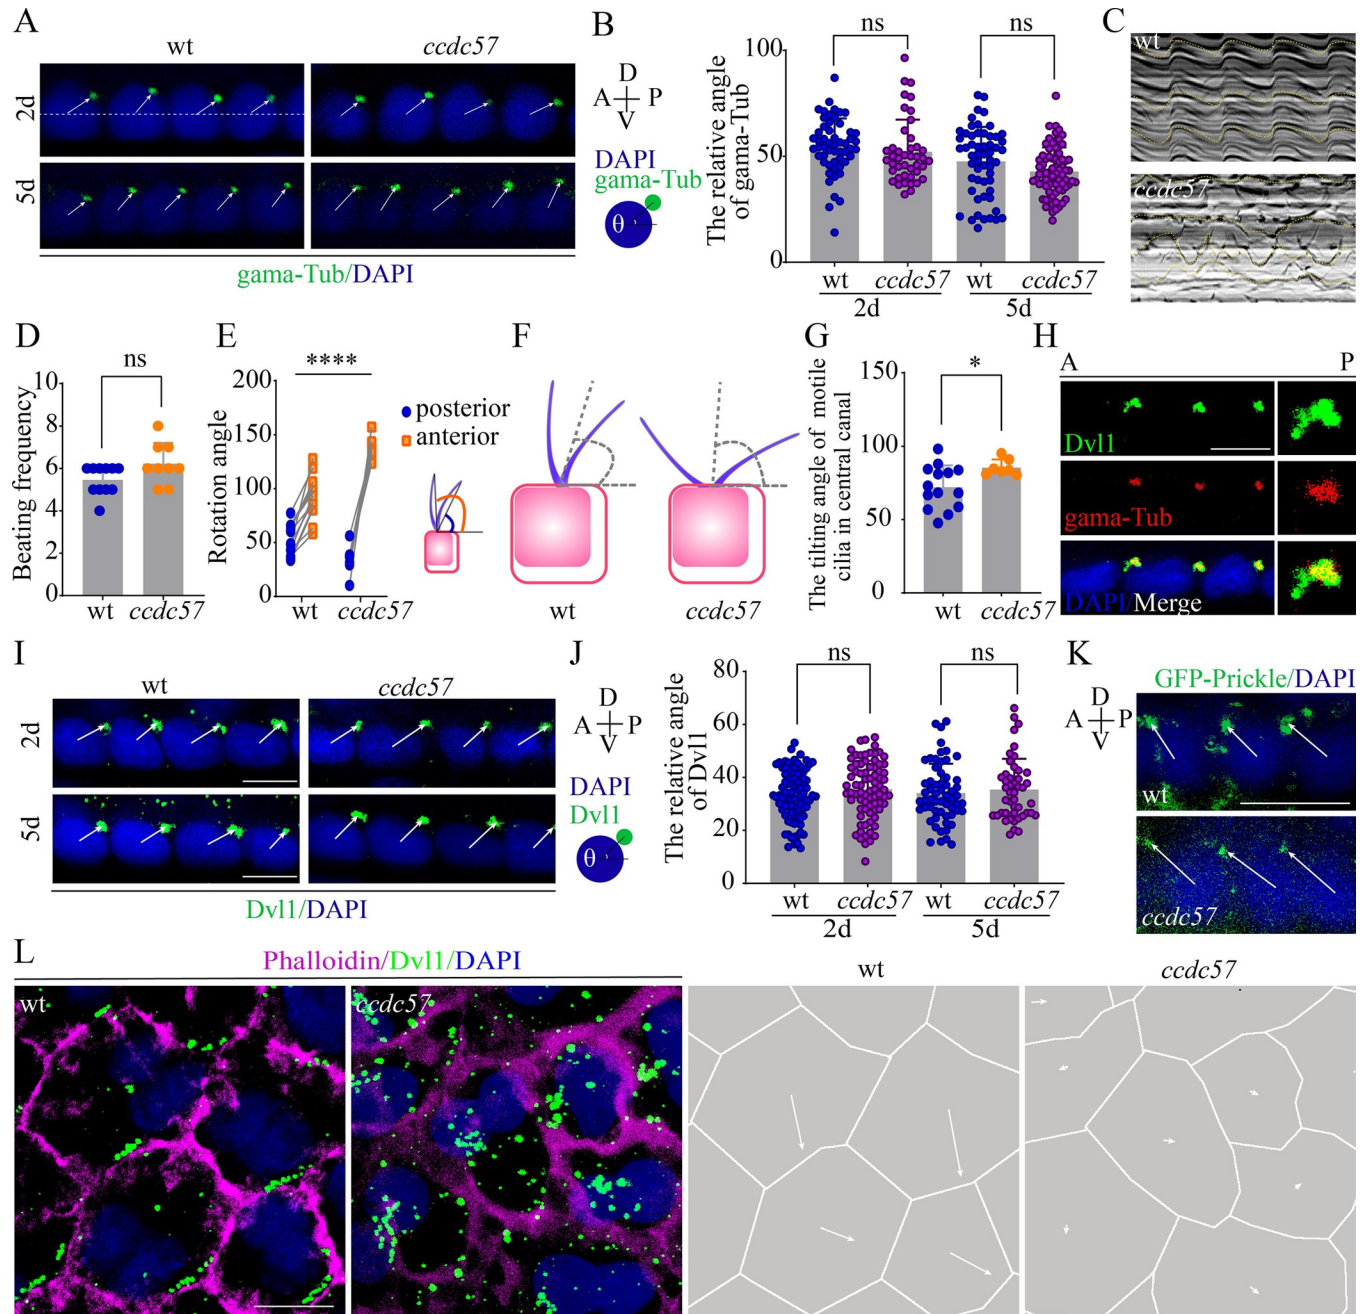 A
wt
ccdc57
2d
5d
gama-Tub/DAPI
B
D
A
P
V
DAPI
gama-Tub
θ
The relative angle
of gama-Tub
100
50
0
ns
ns
wt
ccdc57
wt
ccdc57
2d
5d
C
wt
ccdc57
D
Beating frequency
10
8
6
4
2
0
ns
wt
ccdc57
E
Rotation angle
200
150
100
50
0
****
wt
ccdc57
posterior
anterior
F
wt
ccdc57
G
The tilting angle of motile
cilia in central canal
150
100
50
0
*
wt
ccdc57
H
A
P
Dvl1
gama-Tub
DAPI/Merge
I
wt
ccdc57
2d
5d
Dvl1/DAPI
D
A
P
V
DAPI
Dvl1
θ
J
The relative angle
of Dvl1
80
60
40
20
0
ns
ns
wt
ccdc57
wt
ccdc57
2d
5d
K
GFP-Prickle/DAPI
D
A
P
V
wt
ccdc57
L
Phalloidin/Dvl1/DAPI
wt
ccdc57
wt
ccdc57